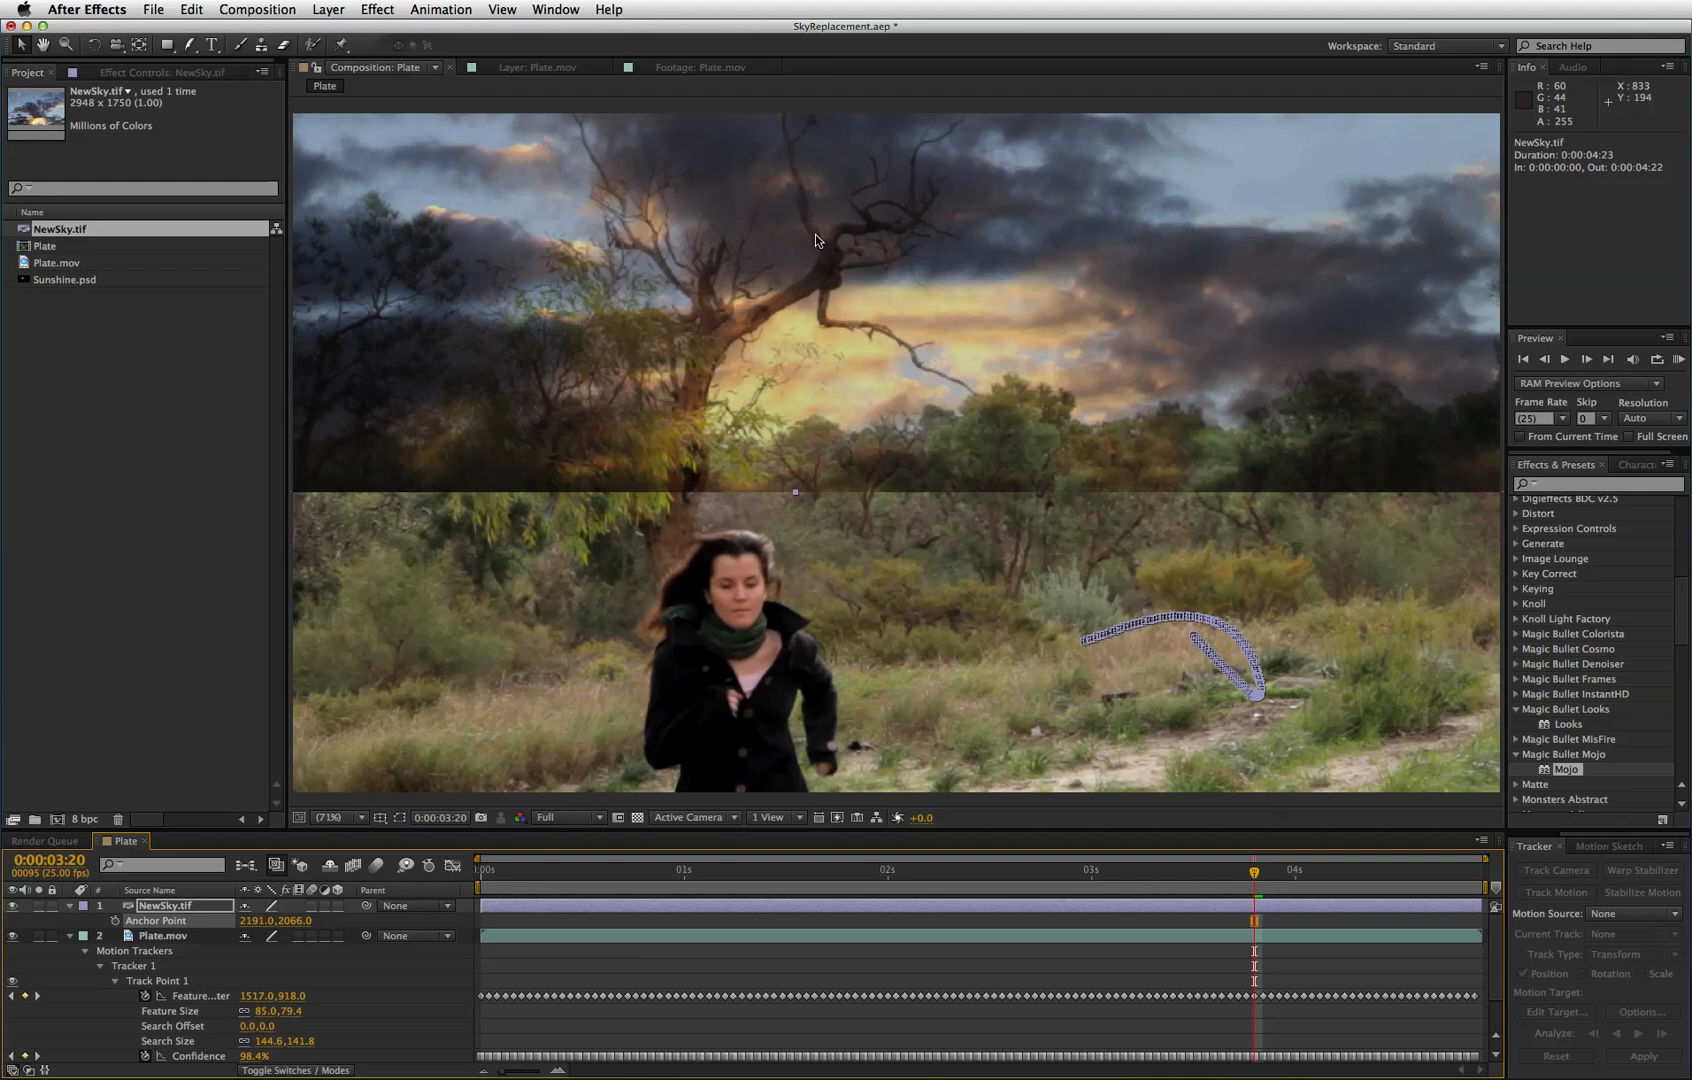 After Effects File Edit Composition Layer Effect Animation View Window Help
SkyReplacement.aep *
Workspace: Standard Search Help
Project Effect Controls: NewSky.tif Composition: Plate Layer: Plate.mov Footage: Plate.mov Info Audio
NewSky.tif , used 1 time
2948 x 1750 (1.00)
Millions of Colors
Plate
R: 60 X: 833
G: 44 Y: 194
B: 41
A: 255
NewSky.tif
Duration: 0:00:04:23
In: 0:00:00:00, Out: 0:00:04:22
Name
NewSky.tif
Plate
Plate.mov
Sunshine.psd
Preview
RAM Preview Options
Frame Rate Skip Resolution
(25) 0 Auto
From Current Time Full Screen
Effects & Presets Charact
Digieffects BDC v2.5
Distort
Expression Controls
Generate
Image Lounge
Key Correct
Keying
Knoll
Knoll Light Factory
Magic Bullet Colorista
Magic Bullet Cosmo
Magic Bullet Denoiser
Magic Bullet Frames
Magic Bullet InstantHD
Magic Bullet Looks
Looks
Magic Bullet MisFire
Magic Bullet Mojo
Mojo
Matte
Monsters Abstract
8 bpc (71%) 0:00:03:20 Full Active Camera 1 View +0.0
Render Queue Plate
0:00:03:20
00095 (25.00 fps)
:00s 01s 02s 03s 04s
# Source Name fx Parent
1 NewSky.tif None
Anchor Point 2191.0,2066.0
2 Plate.mov None
Motion Trackers
Tracker 1
Track Point 1
Feature...ter 1517.0,918.0
Feature Size 85.0,79.4
Search Offset 0.0,0.0
Search Size 144.6,141.8
Confidence 98.4%
Toggle Switches / Modes
Tracker Motion Sketch
Track Camera Warp Stabilizer
Track Motion Stabilize Motion
Motion Source: None
Current Track: None
Track Type: Transform
Position Rotation Scale
Motion Target:
Edit Target... Options...
Analyze:
Reset Apply